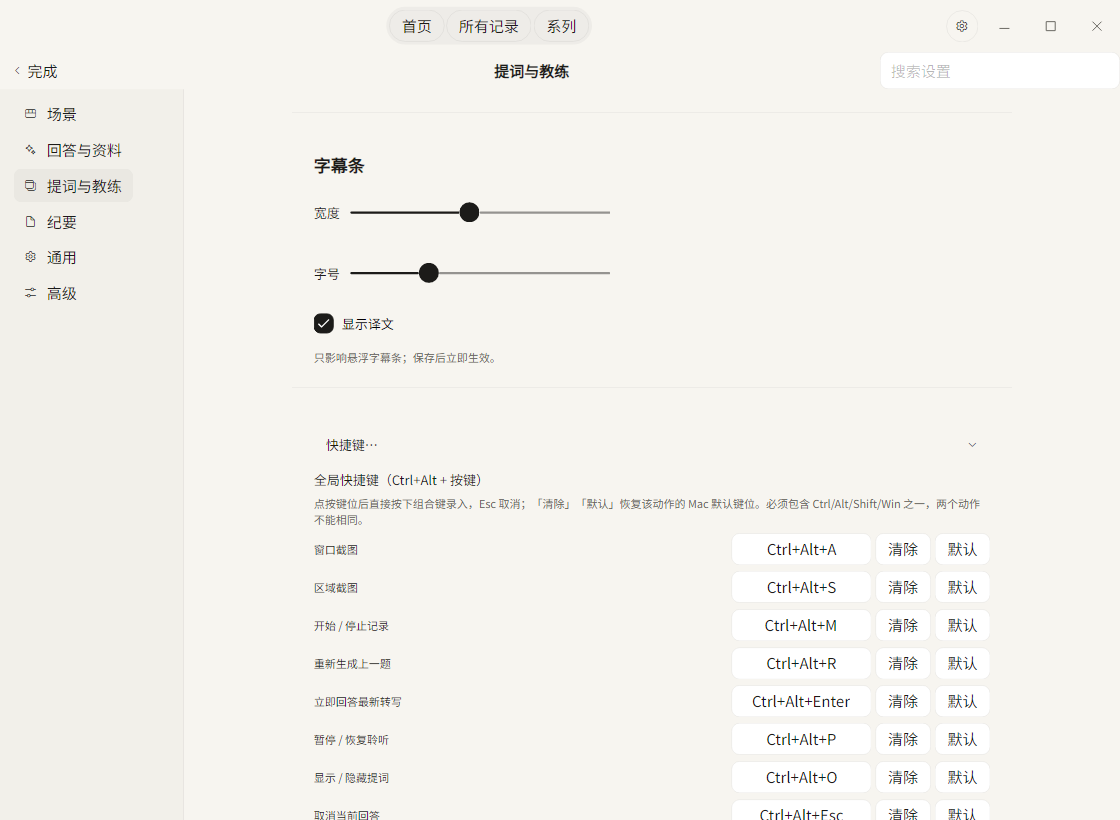 首页 所有记录 系列
完成
提词与教练
搜索设置
场景
回答与资料
提词与教练
纪要
通用
高级
字幕条
宽度
字号
显示译文
只影响悬浮字幕条；保存后立即生效。
快捷键…
全局快捷键（Ctrl+Alt + 按键）
点按键位后直接按下组合键录入，Esc 取消；「清除」「默认」恢复该动作的 Mac 默认键位。必须包含 Ctrl/Alt/Shift/Win 之一，两个动作
不能相同。
窗口截图 Ctrl+Alt+A 清除 默认
区域截图 Ctrl+Alt+S 清除 默认
开始 / 停止记录 Ctrl+Alt+M 清除 默认
重新生成上一题 Ctrl+Alt+R 清除 默认
立即回答最新转写 Ctrl+Alt+Enter 清除 默认
暂停 / 恢复聆听 Ctrl+Alt+P 清除 默认
显示 / 隐藏提词 Ctrl+Alt+O 清除 默认
取消当前回答 Ctrl+Alt+Esc 清除 默认